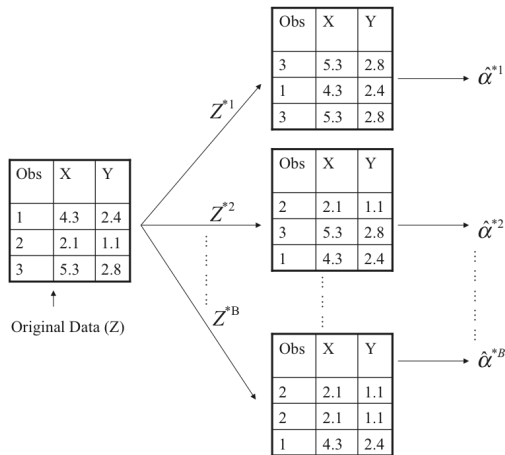 Obs X Y
3 5.3 2.8
1 4.3 2.4
3 5.3 2.8
Z*1
α̂*1
Obs X Y
1 4.3 2.4
2 2.1 1.1
3 5.3 2.8
Original Data (Z)
Z*2
Obs X Y
2 2.1 1.1
3 5.3 2.8
1 4.3 2.4
α̂*2
Z*B
Obs X Y
2 2.1 1.1
2 2.1 1.1
1 4.3 2.4
α̂*B